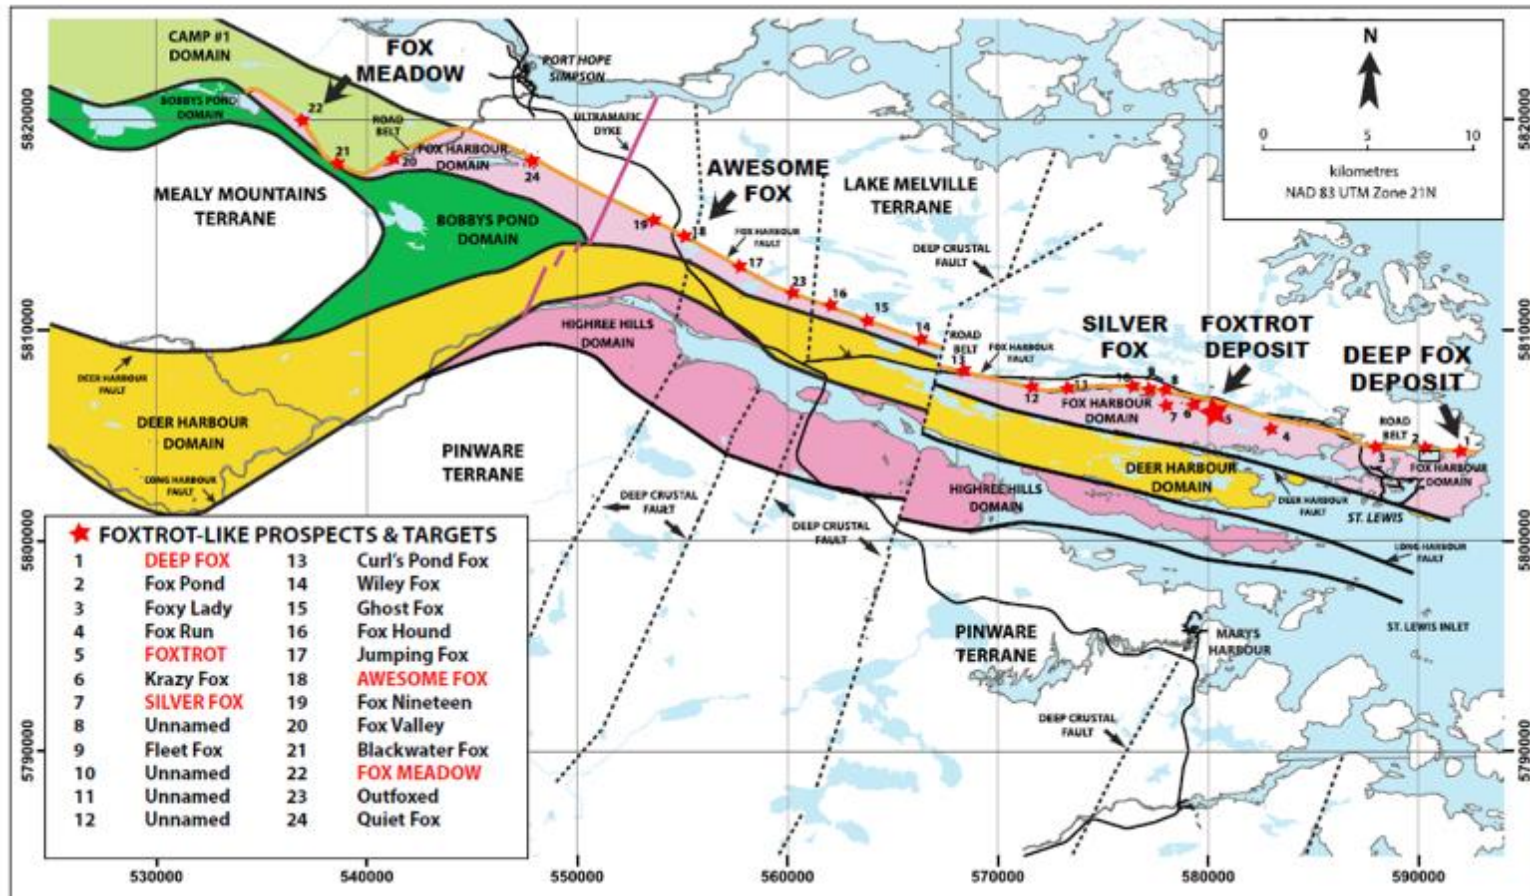 CAMP #1
DOMAIN
FOX
MEADOW
PORT HOPE
SIMPSON
N
BOBBYS POND
DOMAIN
22
ROAD
BELT
ULTRAMAFIC
DYKE
5820000
5820000
0 5 10
kilometres
NAD 83 UTM Zone 21N
21
20
FOX HARBOUR
DOMAIN
24
AWESOME
FOX
LAKE MELVILLE
TERRANE
MEALY MOUNTAINS
TERRANE
BOBBYS POND
DOMAIN
19
18
FOX HARBOUR
FAULT
17
DEEP CRUSTAL
FAULT
23
16
15
14
5810000
5810000
HIGHREE HILLS
DOMAIN
ROAD
BELT
13
FOX HARBOUR
FAULT
SILVER
FOX
FOXTROT
DEPOSIT
DEEP FOX
DEPOSIT
DEER HARBOUR
FAULT
12
11
10
9
8
FOX HARBOUR
DOMAIN
7
6
5
4
ROAD
BELT
3
2
1
FOX HARBOUR
DOMAIN
DEER HARBOUR
DOMAIN
PINWARE
TERRANE
LONG HARBOUR
FAULT
DEEP CRUSTAL
FAULT
DEEP CRUSTAL
FAULT
HIGHREE HILLS
DOMAIN
DEER HARBOUR
DOMAIN
DEER HARBOUR
FAULT
ST. LEWIS
LONG HARBOUR
FAULT
5800000
5800000
FOXTROT-LIKE PROSPECTS & TARGETS
1 DEEP FOX 13 Curl's Pond Fox
2 Fox Pond 14 Wiley Fox
3 Foxy Lady 15 Ghost Fox
4 Fox Run 16 Fox Hound
5 FOXTROT 17 Jumping Fox
6 Krazy Fox 18 AWESOME FOX
7 SILVER FOX 19 Fox Nineteen
8 Unnamed 20 Fox Valley
9 Fleet Fox 21 Blackwater Fox
10 Unnamed 22 FOX MEADOW
11 Unnamed 23 Outfoxed
12 Unnamed 24 Quiet Fox
PINWARE
TERRANE
MARYS
HARBOUR
ST. LEWIS INLET
DEEP CRUSTAL
FAULT
5790000
5790000
530000 540000 550000 560000 570000 580000 590000